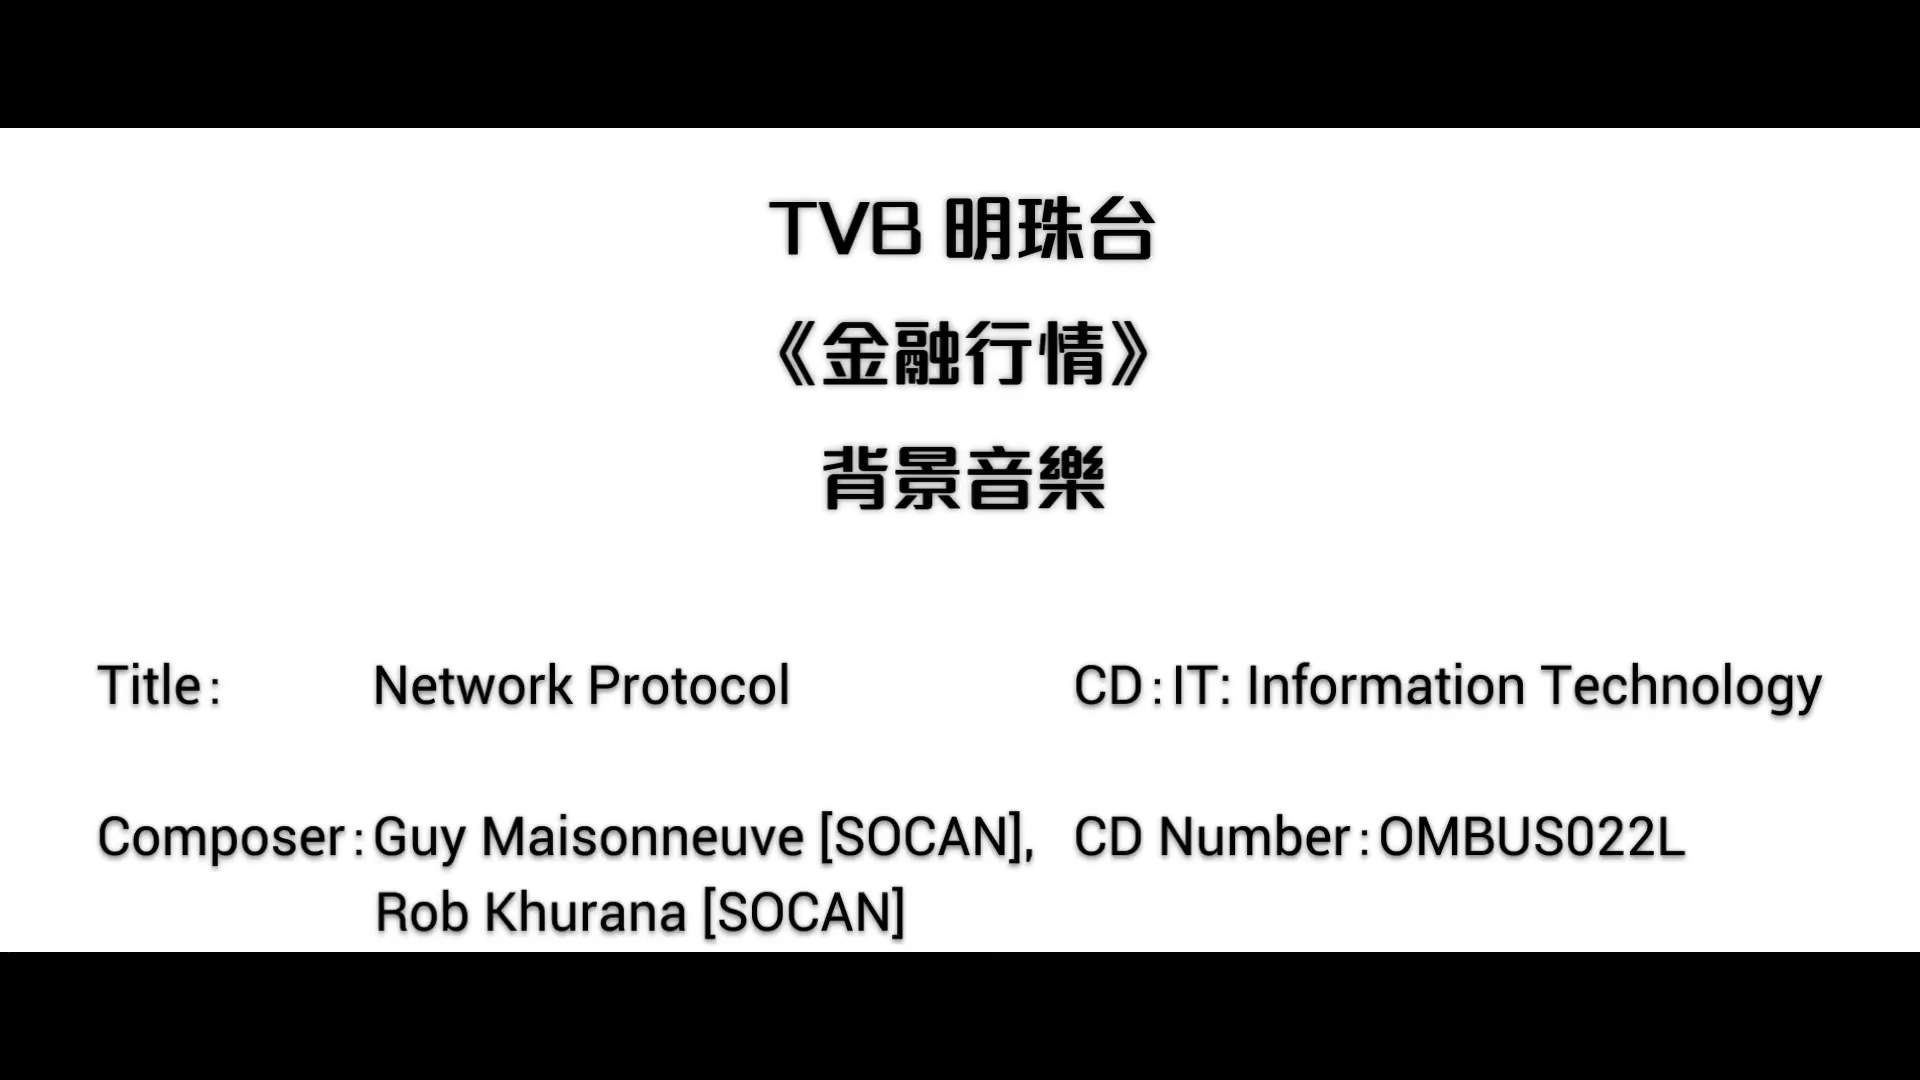 TVB 明珠台
《金融行情》
背景音樂
Title: Network Protocol CD:IT: Information Technology
Composer:Guy Maisonneuve [SOCAN], CD Number:OMBUS022L
Rob Khurana [SOCAN]